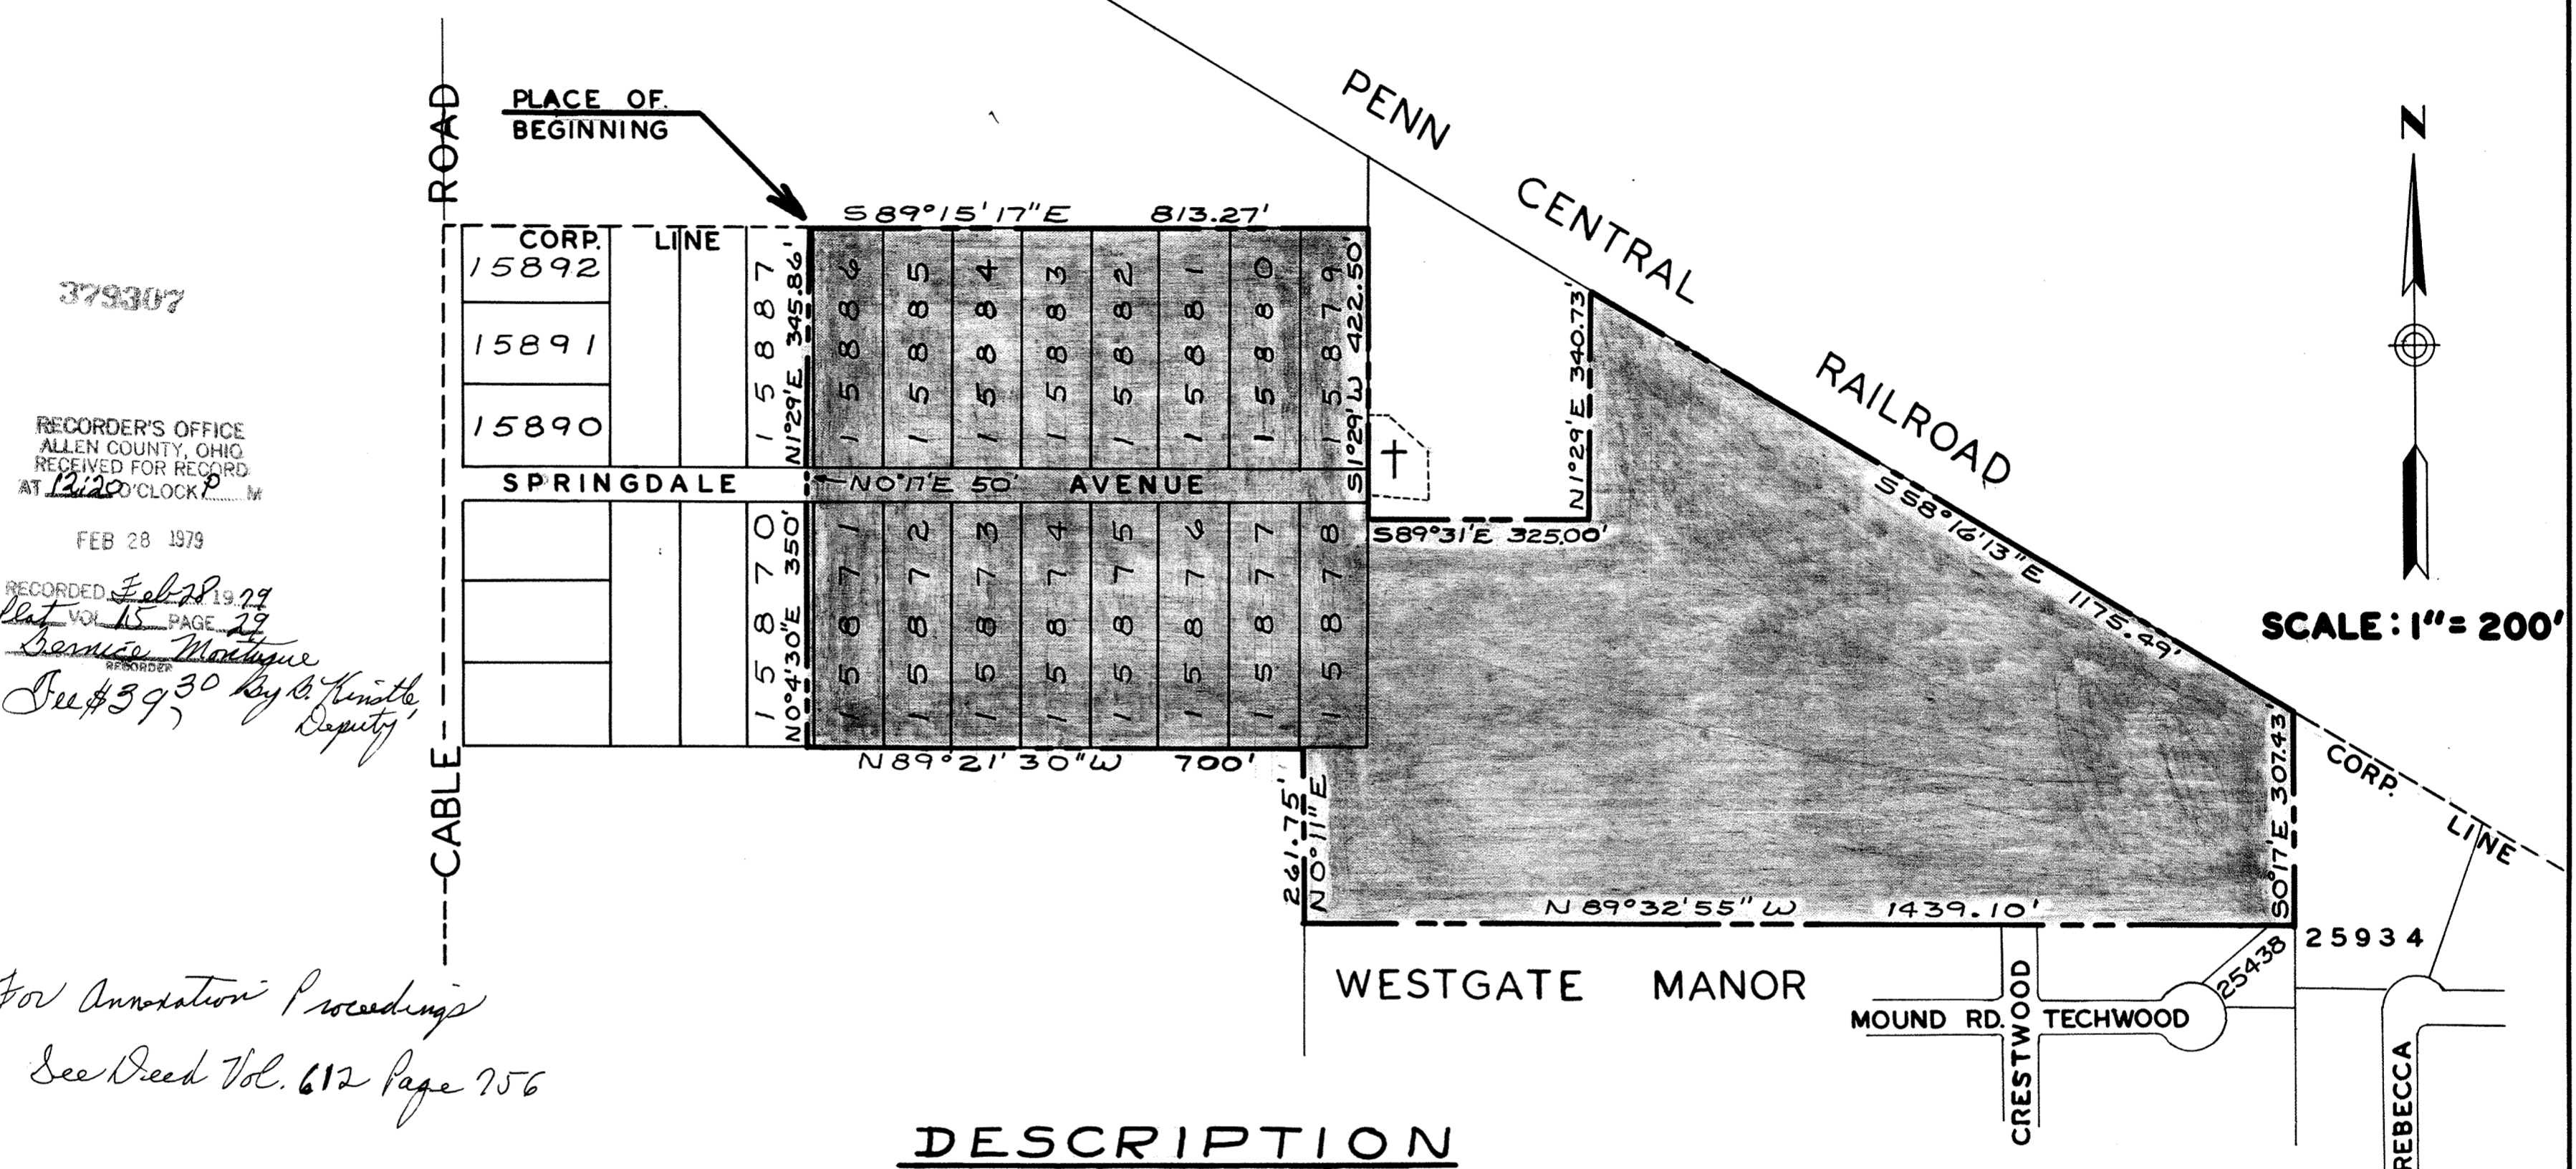 PLACE OF
BEGINNING
ROAD
CABLE
PENN CENTRAL RAILROAD
N
SCALE: 1" = 200'
S89°15'17"E 813.27'
CORP. LINE
15892
15891
15890
15887
N1°29'E 345.86'
15886
15885
15884
15883
15882
15881
15880
15879
S1°29'W 422.50'
N1°29'E 340.73'
SPRINGDALE AVENUE
N0°17'E 50'
S89°31'E 325.00'
S58°16'13"E 1175.49'
15870
N0°4'30"E 350'
15871
15872
15873
15874
15875
15876
15877
15878
N89°21'30"W 700'
261.75'
N0°11'E
N 89°32'55" W 1439.10'
S0°17'E 307.43
CORP. LINE
25934
25438
WESTGATE MANOR
MOUND RD. TECHWOOD
CRESTWOOD
REBECCA
379307
RECORDER'S OFFICE
ALLEN COUNTY, OHIO
RECEIVED FOR RECORD
AT 12:20 O'CLOCK P M
FEB 28 1979
RECORDED Feb 28 1979
Plat VOL 15 PAGE 29
Bernice Montague
RECORDER
Fee $39.30 By B. Kinstle
Deputy
For Annexation Proceedings
See Deed Vol. 612 Page 756
DESCRIPTION